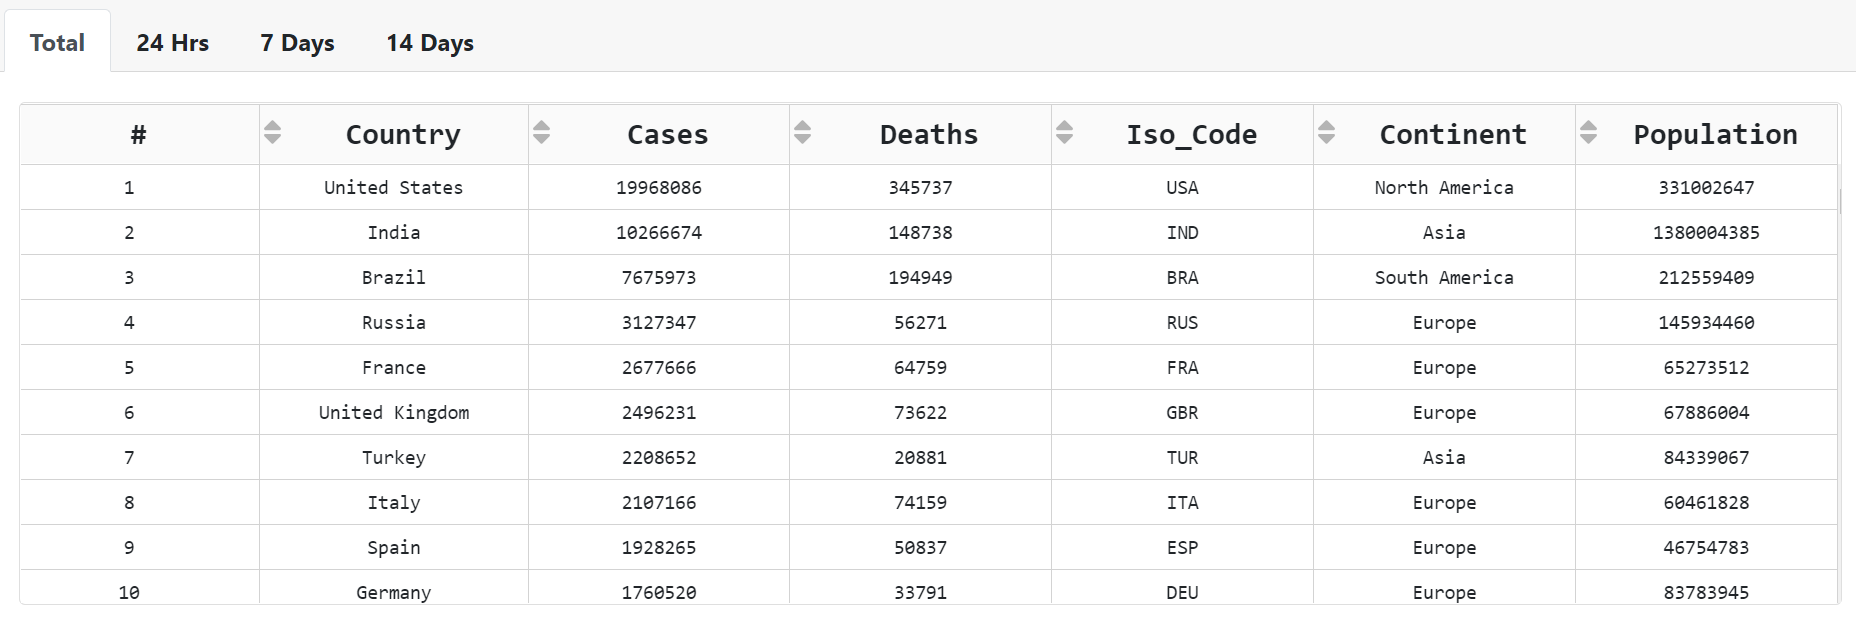 Total 24 Hrs 7 Days 14 Days
# Country Cases Deaths Iso_Code Continent Population
1 United States 19968086 345737 USA North America 331002647
2 India 10266674 148738 IND Asia 1380004385
3 Brazil 7675973 194949 BRA South America 212559409
4 Russia 3127347 56271 RUS Europe 145934460
5 France 2677666 64759 FRA Europe 65273512
6 United Kingdom 2496231 73622 GBR Europe 67886004
7 Turkey 2208652 20881 TUR Asia 84339067
8 Italy 2107166 74159 ITA Europe 60461828
9 Spain 1928265 50837 ESP Europe 46754783
10 Germany 1760520 33791 DEU Europe 83783945